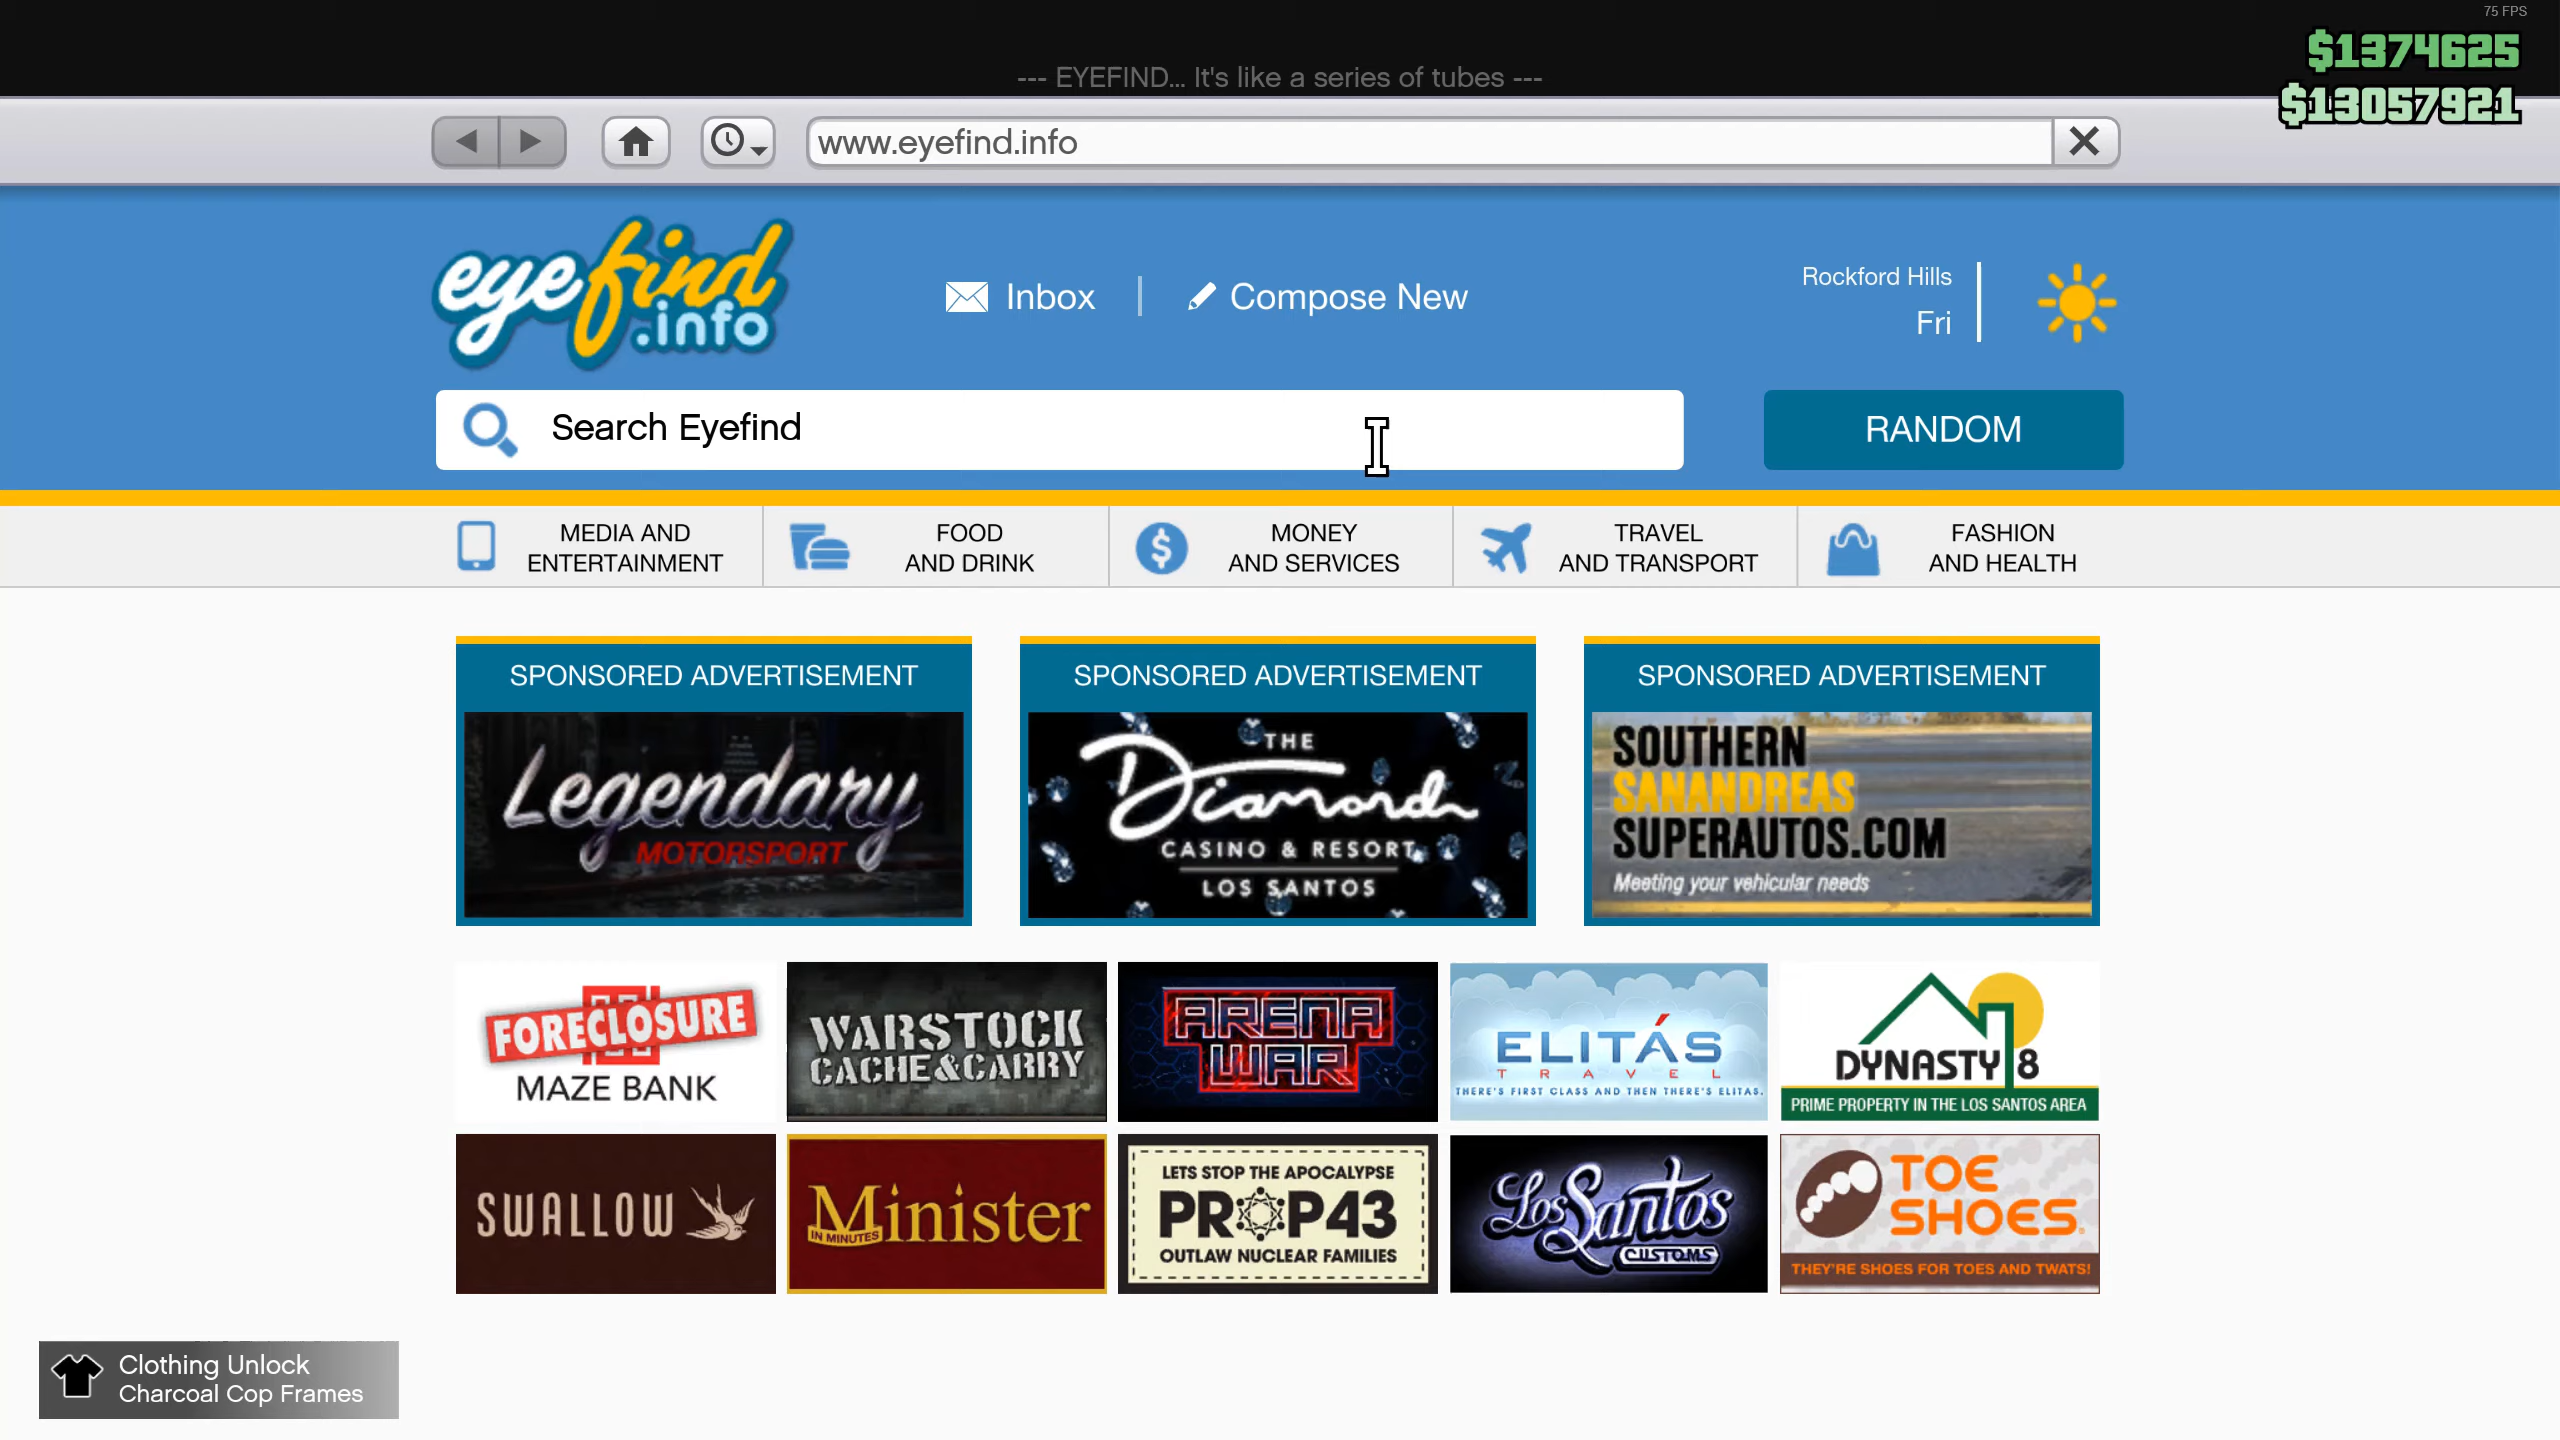 75 FPS
$1374625
--- EYEFIND... It's like a series of tubes ---
$13057921
www.eyefind.info
eyefind
.info
Inbox
Compose New
Rockford Hills
Fri
Search Eyefind
RANDOM
MEDIA AND
ENTERTAINMENT
FOOD
AND DRINK
MONEY
AND SERVICES
TRAVEL
AND TRANSPORT
FASHION
AND HEALTH
SPONSORED ADVERTISEMENT
Legendary
MOTORSPORT
SPONSORED ADVERTISEMENT
THE
Diamond
CASINO & RESORT
LOS SANTOS
SPONSORED ADVERTISEMENT
SOUTHERN
SANANDREAS
SUPERAUTOS.COM
Meeting your vehicular needs
FORECLOSURE
MAZE BANK
WARSTOCK
CACHE&CARRY
ARENA
WAR
ELITÁS
TRAVEL
THERE'S FIRST CLASS AND THEN THERE'S ELITAS.
DYNASTY 8
PRIME PROPERTY IN THE LOS SANTOS AREA
SWALLOW
Minister
IN MINUTES
LETS STOP THE APOCALYPSE
PROP43
OUTLAW NUCLEAR FAMILIES
Los Santos
CUSTOMS
TOE
SHOES
THEY'RE SHOES FOR TOES AND TWATS!
Clothing Unlock
Charcoal Cop Frames